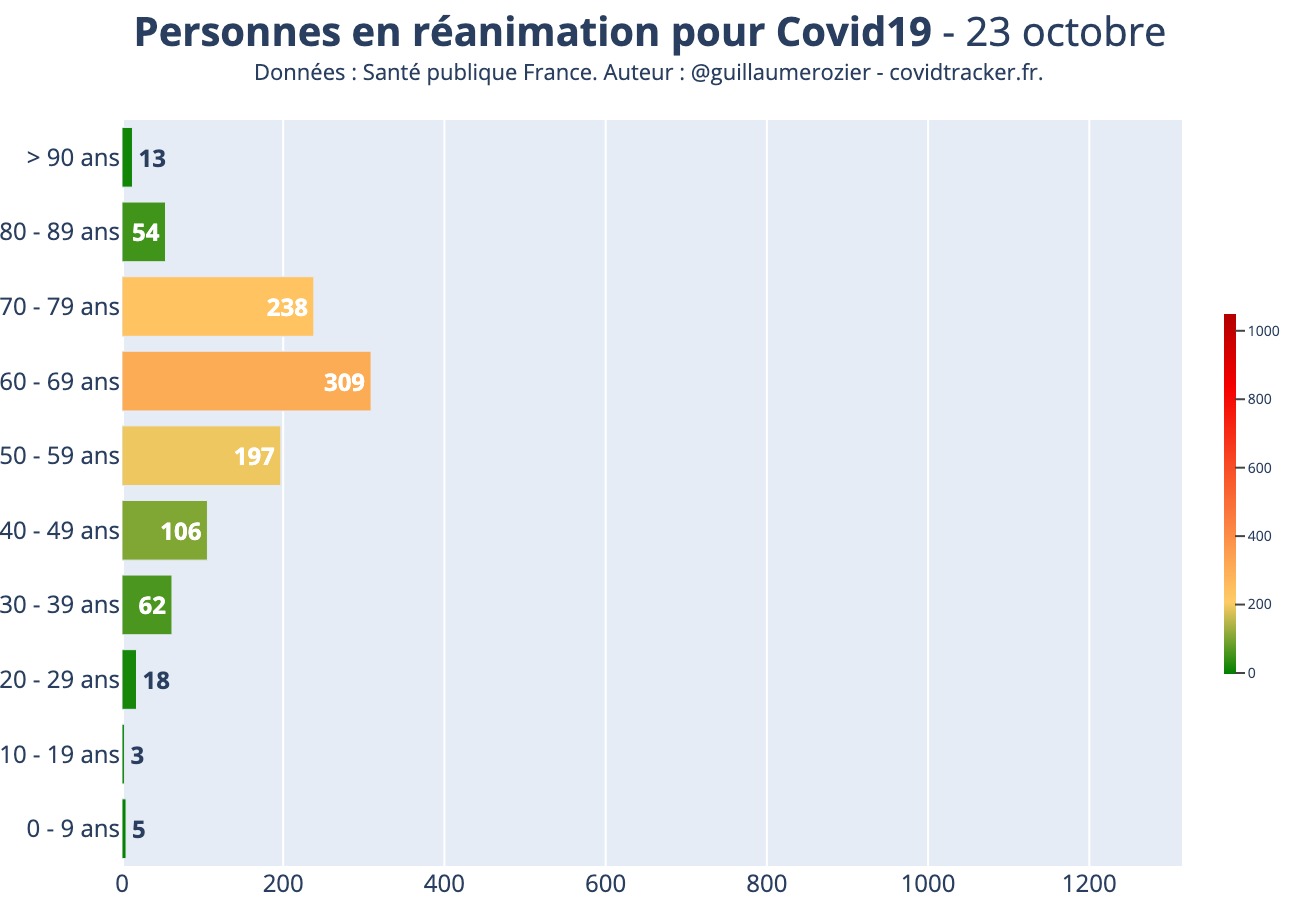 Personnes en réanimation pour Covid19 - 23 octobre
Données : Santé publique France. Auteur : @guillaumerozier - covidtracker.fr.
> 90 ans 13
80 - 89 ans 54
70 - 79 ans 238
60 - 69 ans 309
50 - 59 ans 197
40 - 49 ans 106
30 - 39 ans 62
20 - 29 ans 18
10 - 19 ans 3
0 - 9 ans 5
0 200 400 600 800 1000 1200
1000
800
600
400
200
0